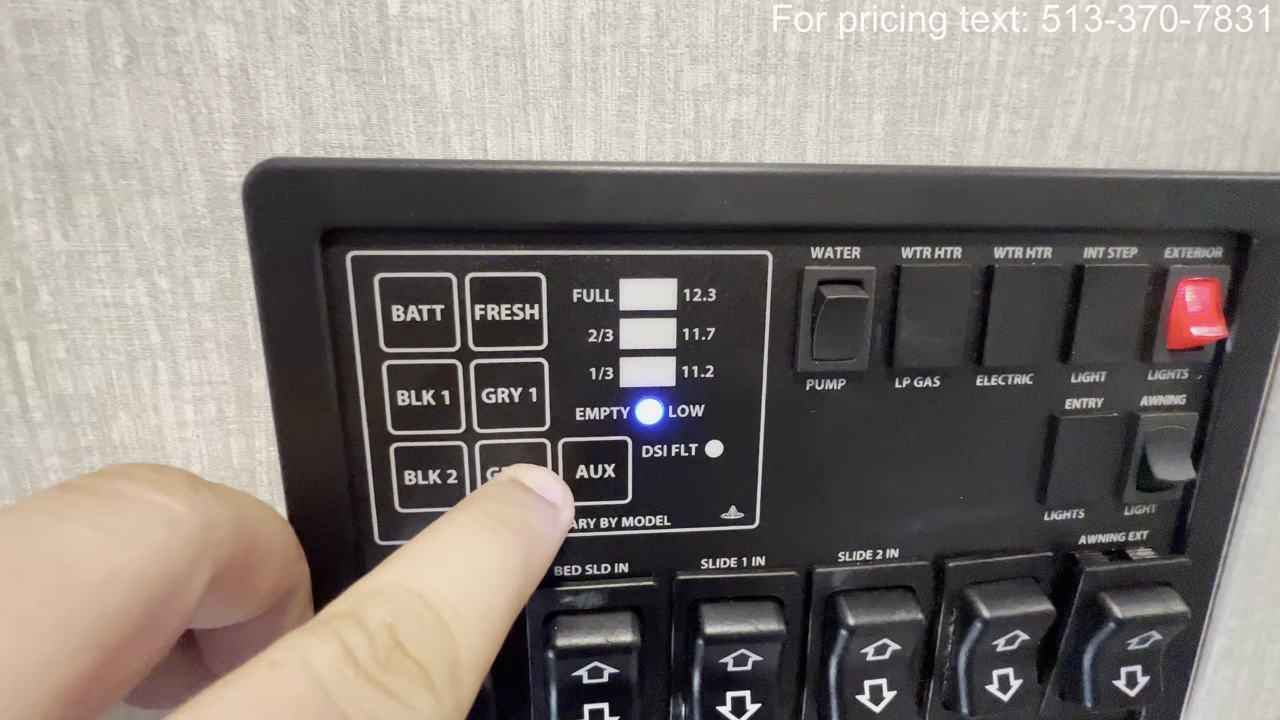 For pricing text: 513-370-7831
WATER
WTR HTR
WTR HTR
INT STEP
EXTERIOR
BATT
FRESH
FULL 12.3
2/3 11.7
1/3 11.2
EMPTY LOW
PUMP
LP GAS
ELECTRIC
LIGHT
LIGHTS
BLK 1
GRY 1
ENTRY
AWNING
DSI FLT
BLK 2
AUX
BY MODEL
LIGHTS
LIGHT
BED SLD IN
SLIDE 1 IN
SLIDE 2 IN
AWNING EXT